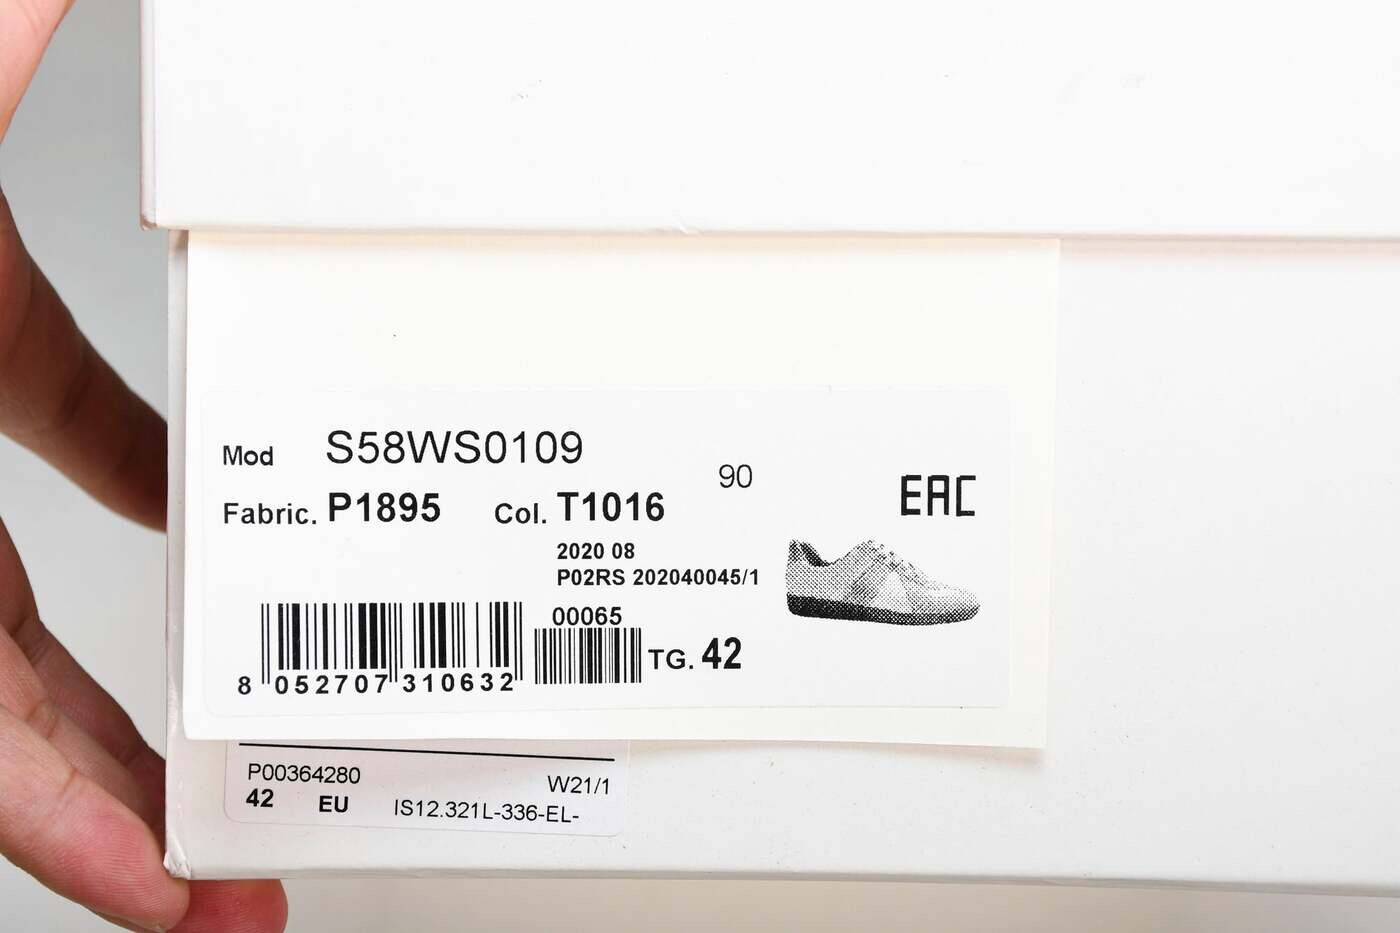 Mod S58WS0109
90
Fabric. P1895 Col. T1016
EAC
2020 08
P02RS 202040045/1
00065
TG. 42
8 052707 310632
P00364280 W21/1
42 EU IS12.321L-336-EL-